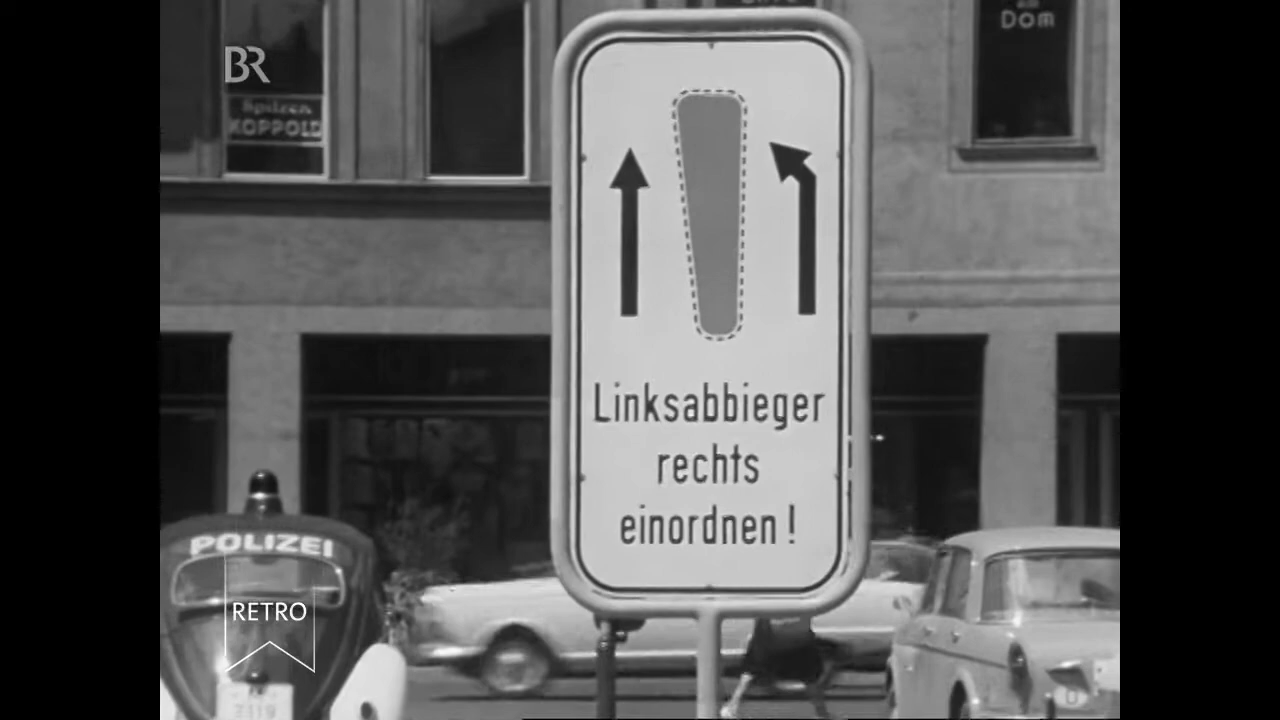 BR
Spitzen
KOPPOLD
Dom
Linksabbieger
rechts
einordnen!
POLIZEI
RETRO
D